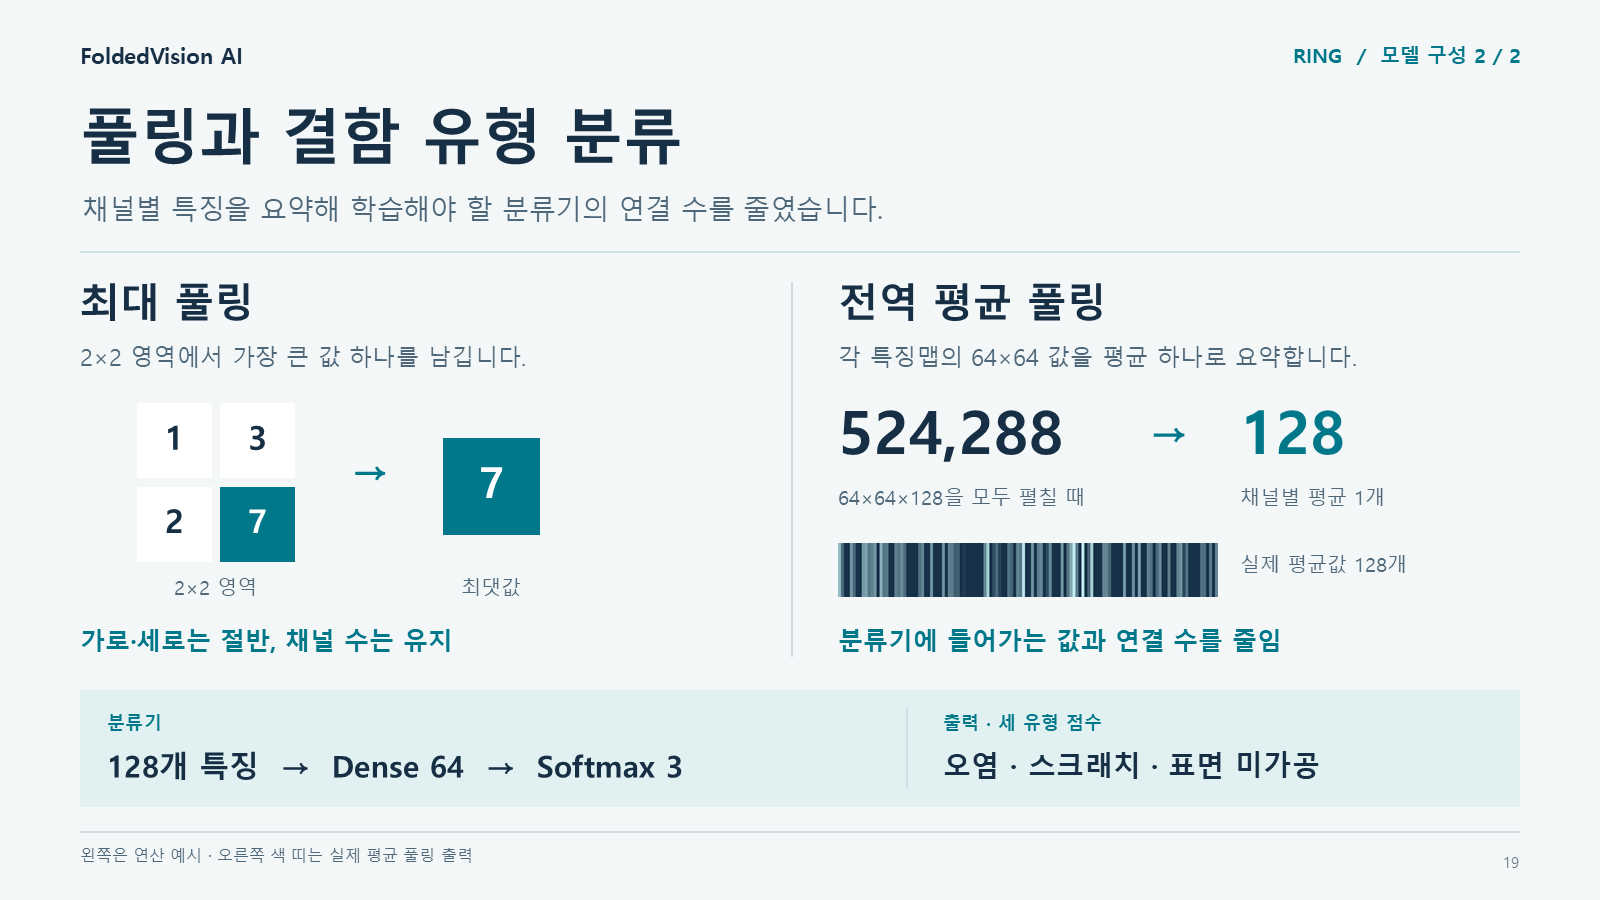 FoldedVision AI
RING / 모델 구성 2 / 2
풀링과 결함 유형 분류
채널별 특징을 요약해 학습해야 할 분류기의 연결 수를 줄였습니다.
최대 풀링
2×2 영역에서 가장 큰 값 하나를 남깁니다.
1 3
2 7
→
7
2×2 영역
최댓값
가로·세로는 절반, 채널 수는 유지
전역 평균 풀링
각 특징맵의 64×64 값을 평균 하나로 요약합니다.
524,288 → 128
64×64×128을 모두 펼칠 때
채널별 평균 1개
실제 평균값 128개
분류기에 들어가는 값과 연결 수를 줄임
분류기
128개 특징 → Dense 64 → Softmax 3
출력 · 세 유형 점수
오염 · 스크래치 · 표면 미가공
왼쪽은 연산 예시 · 오른쪽 색 띠는 실제 평균 풀링 출력
19